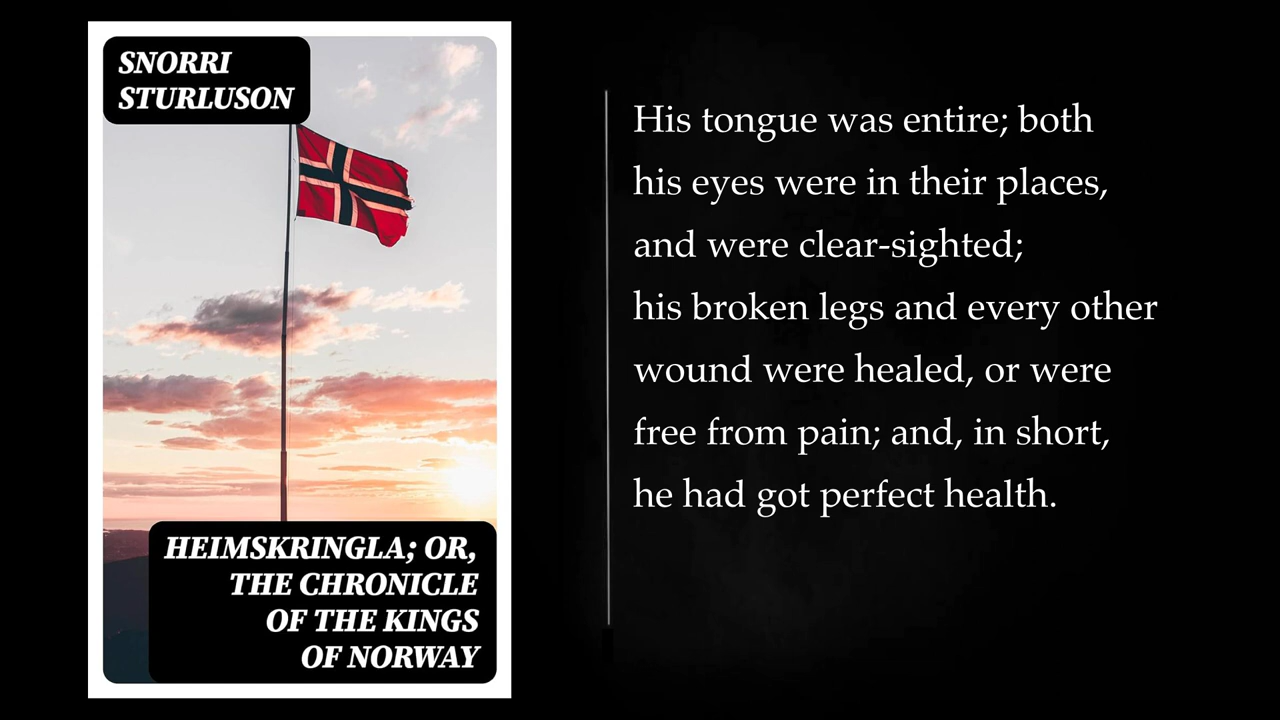 SNORRI
STURLUSON
HEIMSKRINGLA; OR,
THE CHRONICLE
OF THE KINGS
OF NORWAY
His tongue was entire; both
his eyes were in their places,
and were clear-sighted;
his broken legs and every other
wound were healed, or were
free from pain; and, in short,
he had got perfect health.